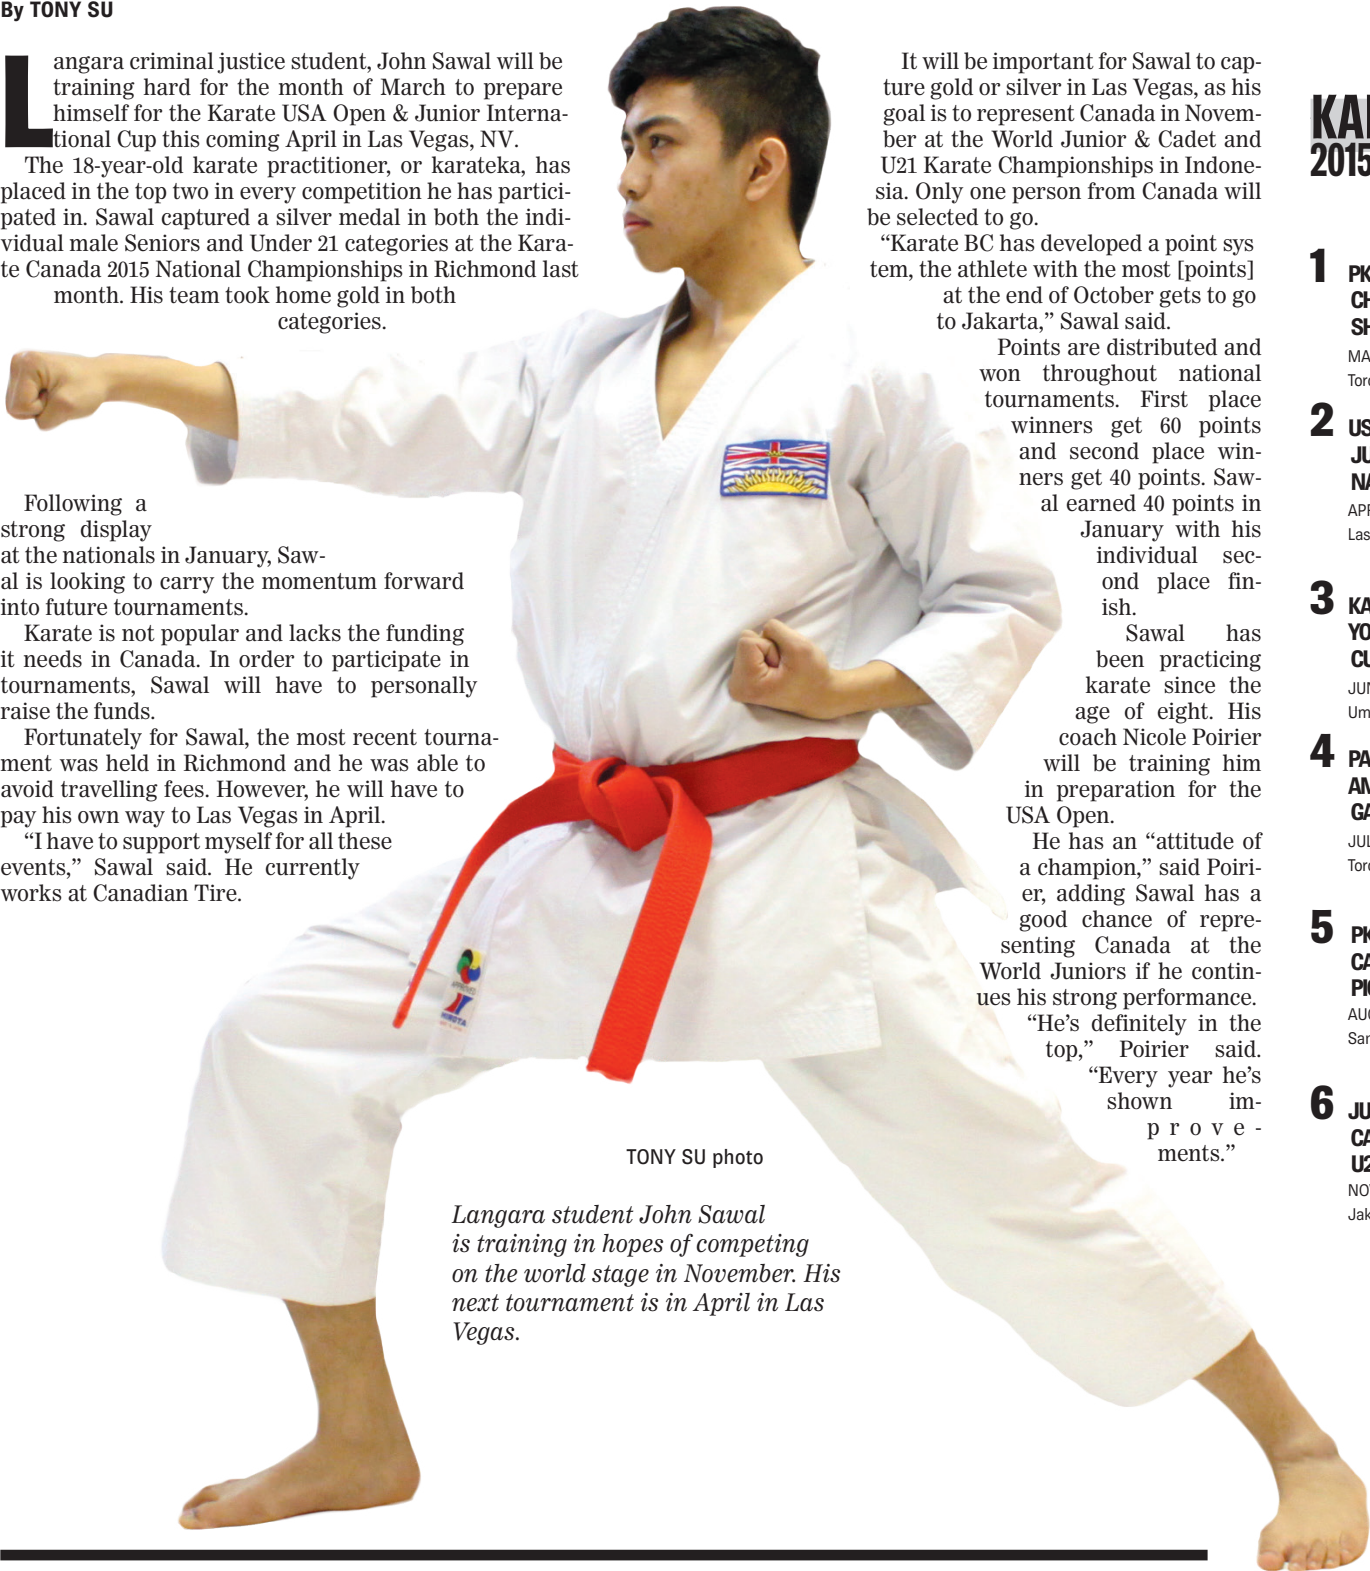 By TONY SU
Langara criminal justice student, John Sawal will be
training hard for the month of March to prepare
himself for the Karate USA Open & Junior Interna-
tional Cup this coming April in Las Vegas, NV.
The 18-year-old karate practitioner, or karateka, has
placed in the top two in every competition he has partici-
pated in. Sawal captured a silver medal in both the indi-
vidual male Seniors and Under 21 categories at the Kara-
te Canada 2015 National Championships in Richmond last
month. His team took home gold in both
categories.
Following a
strong display
at the nationals in January, Saw-
al is looking to carry the momentum forward
into future tournaments.
Karate is not popular and lacks the funding
it needs in Canada. In order to participate in
tournaments, Sawal will have to personally
raise the funds.
Fortunately for Sawal, the most recent tourna-
ment was held in Richmond and he was able to
avoid travelling fees. However, he will have to
pay his own way to Las Vegas in April.
“I have to support myself for all these
events,” Sawal said. He currently
works at Canadian Tire.
It will be important for Sawal to cap-
ture gold or silver in Las Vegas, as his
goal is to represent Canada in Novem-
ber at the World Junior & Cadet and
U21 Karate Championships in Indone-
sia. Only one person from Canada will
be selected to go.
“Karate BC has developed a point sys
tem, the athlete with the most [points]
at the end of October gets to go
to Jakarta,” Sawal said.
Points are distributed and
won throughout national
tournaments. First place
winners get 60 points
and second place win-
ners get 40 points. Saw-
al earned 40 points in
January with his
individual sec-
ond place fin-
ish.
Sawal has
been practicing
karate since the
age of eight. His
coach Nicole Poirier
will be training him
in preparation for the
USA Open.
He has an “attitude of
a champion,” said Poiri-
er, adding Sawal has a
good chance of repre-
senting Canada at the
World Juniors if he contin-
ues his strong performance.
“He’s definitely in the
top,” Poirier said.
“Every year he’s
shown im-
prove-
ments.”
APPROVED
HIROTA
TONY SU photo
Langara student John Sawal
is training in hopes of competing
on the world stage in November. His
next tournament is in April in Las
Vegas.
2015
1
2
Las
3
4
5
6